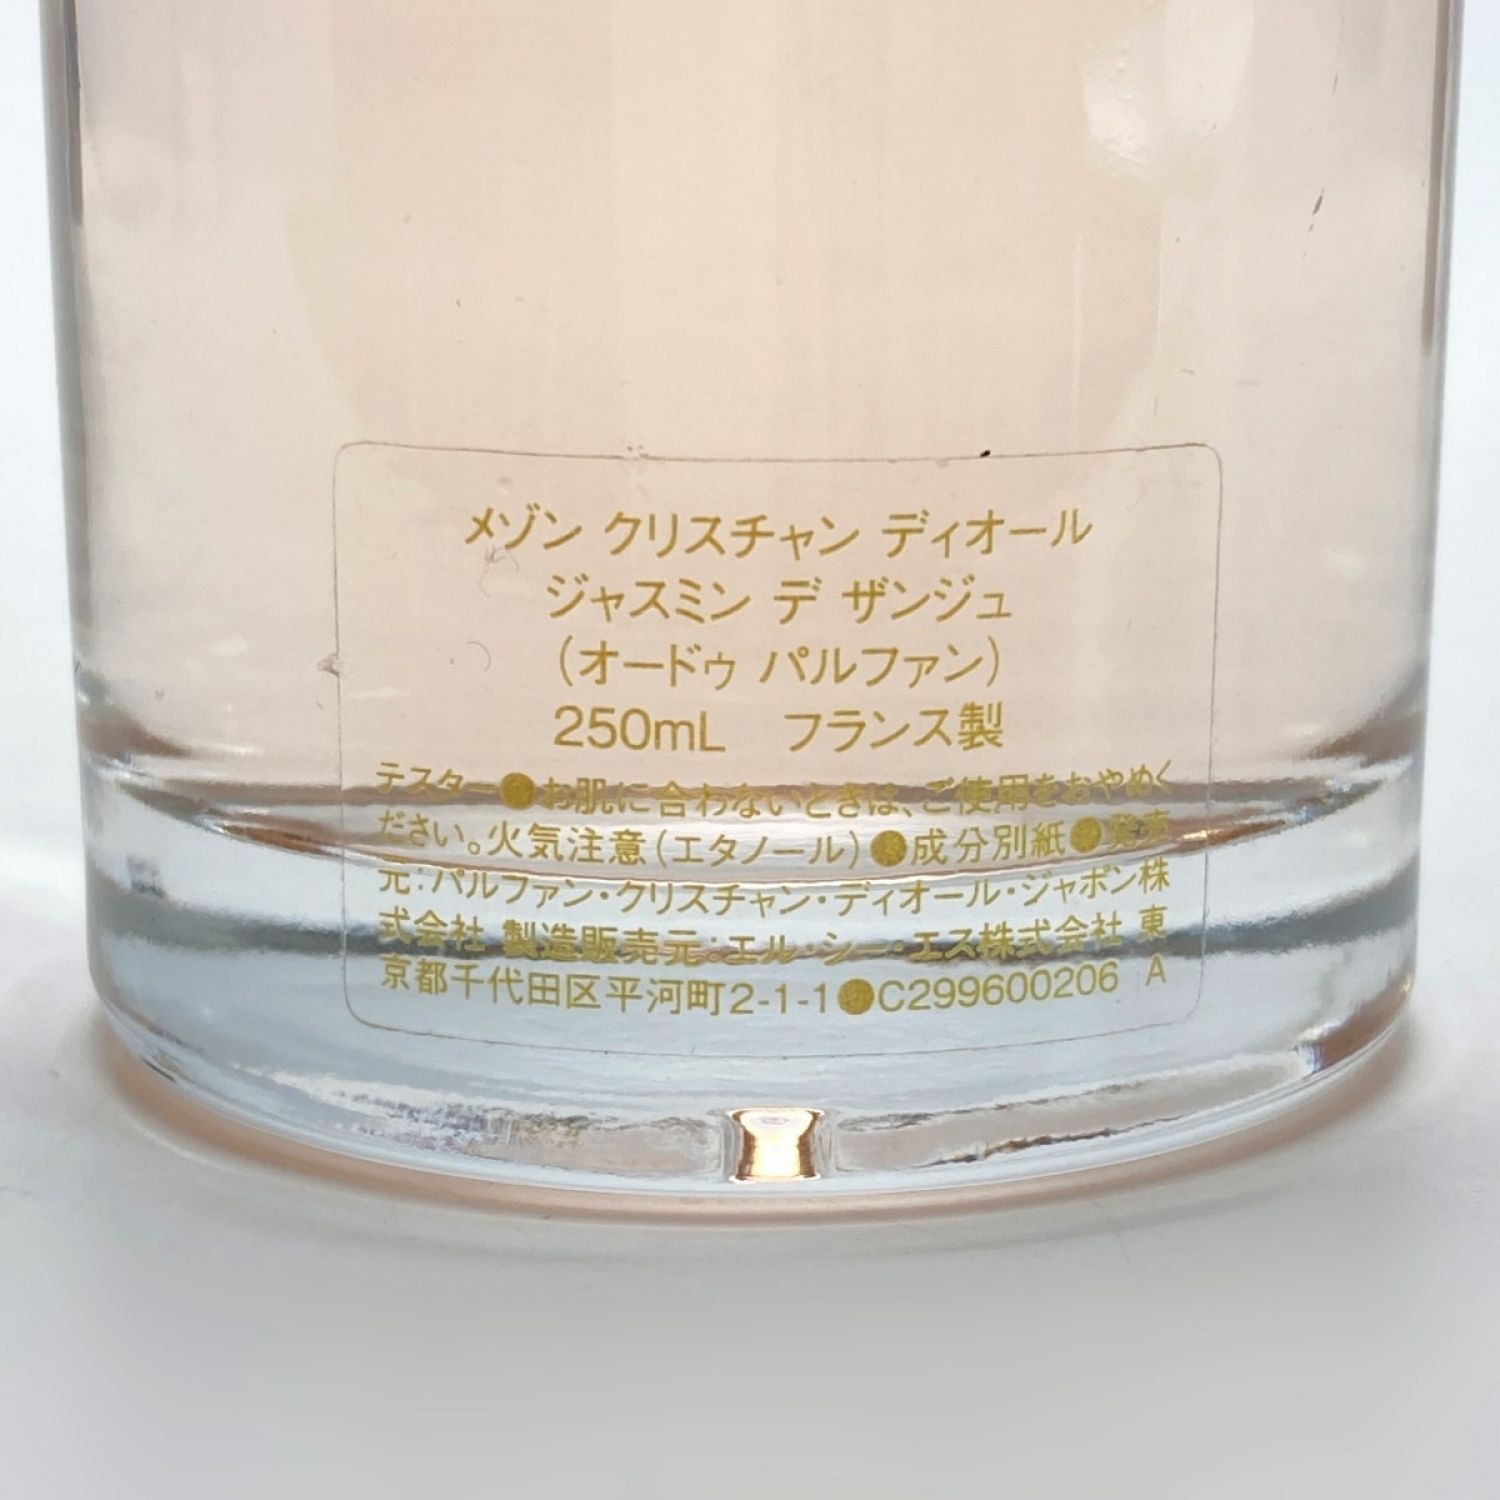 メゾン クリスチャン ディオール
ジャスミン デ ザンジュ
(オードゥ パルファン)
250mL フランス製
テスター●お肌に合わないときは、ご使用をおやめく
ださい。火気注意(エタノール)●成分別紙●発売
元:パルファン・クリスチャン・ディオール・ジャポン株
式会社 製造販売元:エル・シー・エス株式会社 東
京都千代田区平河町2-1-1●C299600206 A